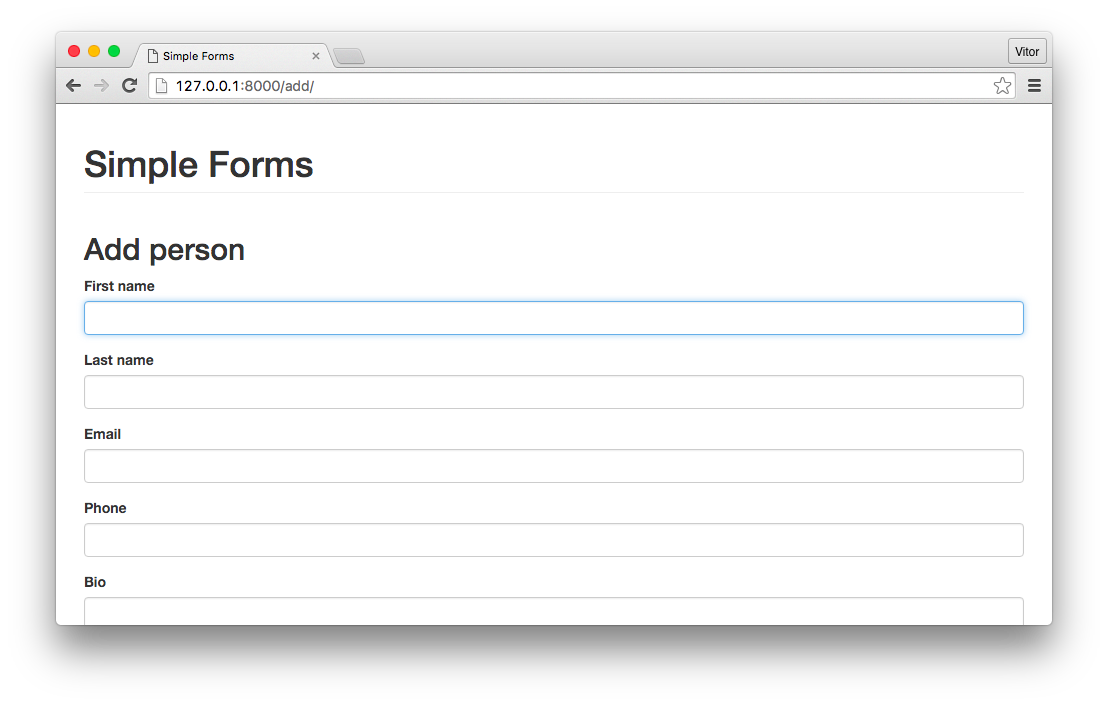 Simple Forms
Vitor
127.0.0.1:8000/add/
Simple Forms
Add person
First name
Last name
Email
Phone
Bio